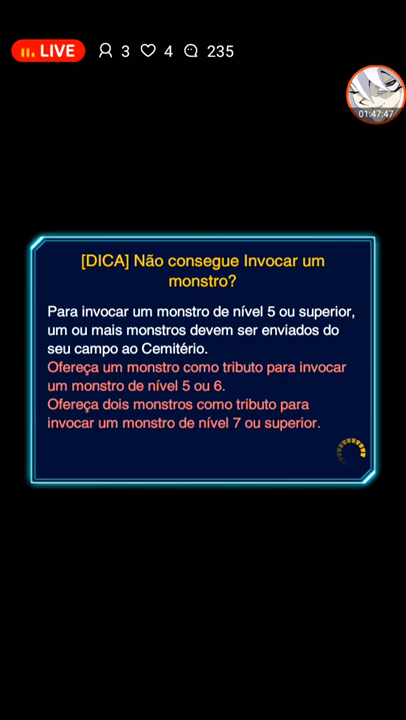 LIVE 3 4 235
01:47:47
[DICA] Não consegue Invocar um
monstro?
Para invocar um monstro de nível 5 ou superior,
um ou mais monstros devem ser enviados do
seu campo ao Cemitério.
Ofereça um monstro como tributo para invocar
um monstro de nível 5 ou 6.
Ofereça dois monstros como tributo para
invocar um monstro de nível 7 ou superior.